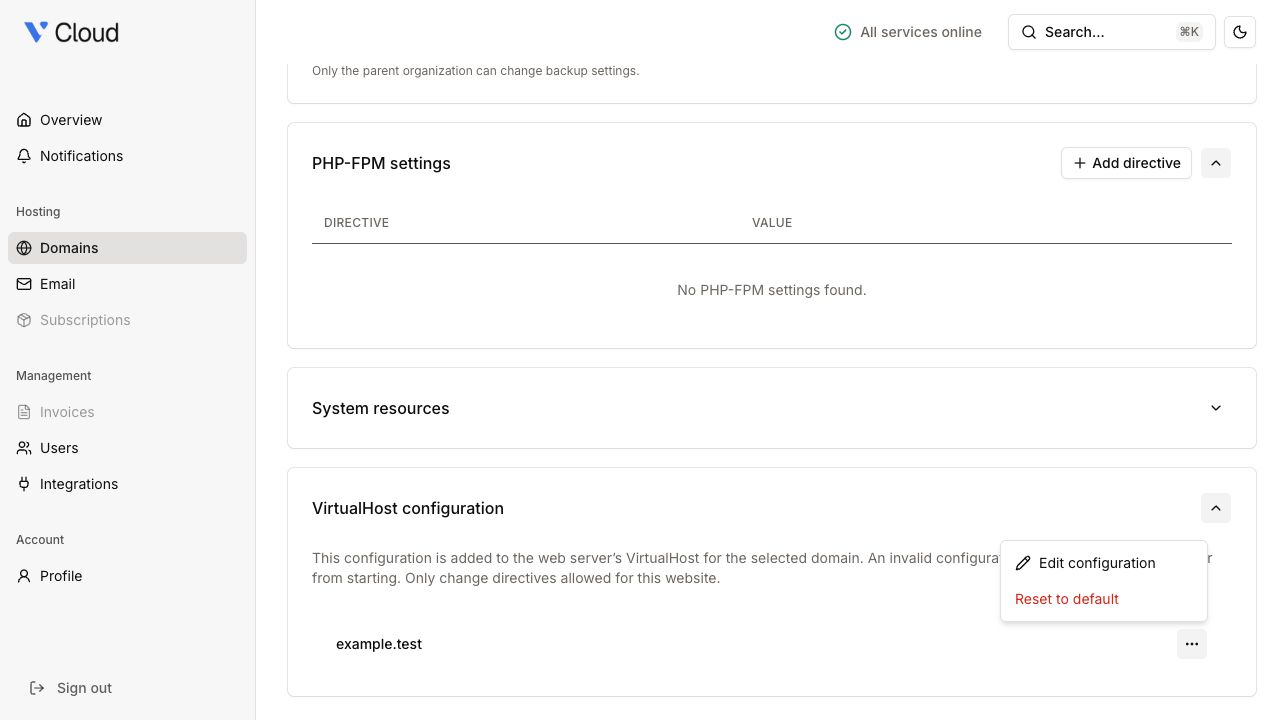 Cloud
All services online
Search...
⌘K
Overview
Notifications
Hosting
Domains
Email
Subscriptions
Management
Invoices
Users
Integrations
Account
Profile
Sign out
Only the parent organization can change backup settings.
PHP-FPM settings
Add directive
DIRECTIVE VALUE
No PHP-FPM settings found.
System resources
VirtualHost configuration
This configuration is added to the web server’s VirtualHost for the selected domain. An invalid
from starting. Only change directives allowed for this website.
Edit configuration
Reset to default
example.test